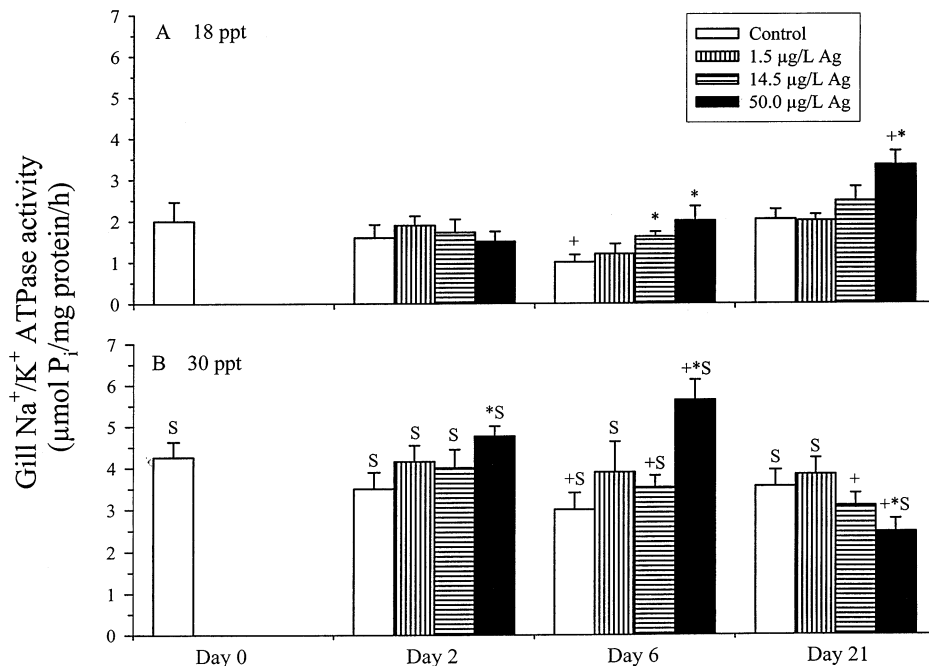 Gill Na⁺/K⁺ ATPase activity
(µmol Pᵢ/mg protein/h)
A 18 ppt
Control
1.5 µg/L Ag
14.5 µg/L Ag
50.0 µg/L Ag
7
6
5
4
3
2
1
0
+
*
*
+*
B 30 ppt
7
6
5
4
3
2
1
0
S
S
S
S
*S
+S
S
+S
+*S
S
S
+
+*S
Day 0
Day 2
Day 6
Day 21